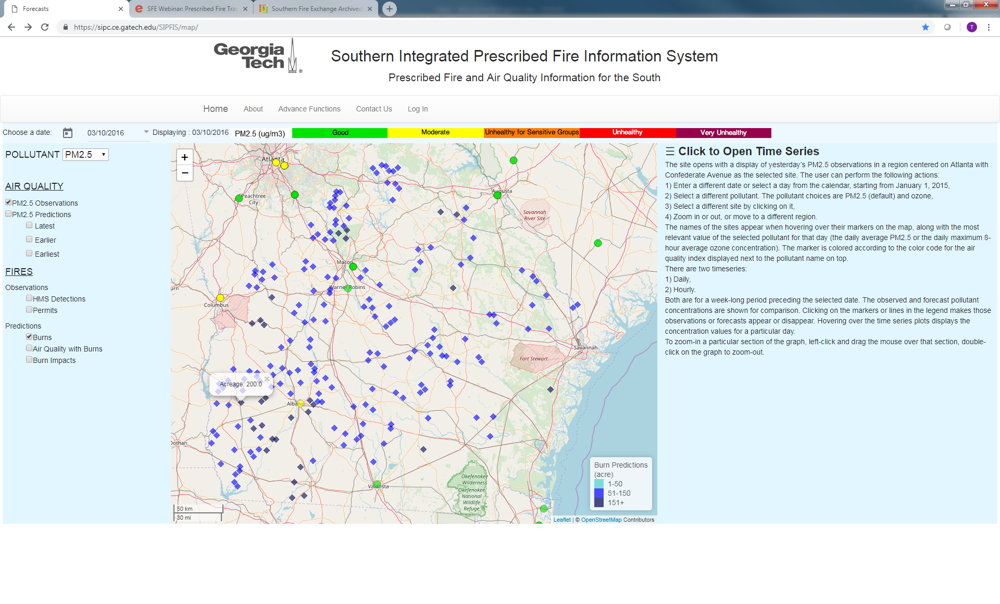 Forecasts
SFE Webinar: Prescribed Fire Trac
Southern Fire Exchange Archived
https://sipc.ce.gatech.edu/SIPFIS/map/
T
Georgia
Tech
®
Southern Integrated Prescribed Fire Information System
Prescribed Fire and Air Quality Information for the South
Home About Advance Functions Contact Us Log In
Choose a date: 03/10/2016 Displaying : 03/10/2016 PM2.5 (ug/m3) Good Moderate Unhealthy for Sensitive Groups Unhealthy Very Unhealthy
POLLUTANT PM2.5
AIR QUALITY
PM2.5 Observations
PM2.5 Predictions
Latest
Earlier
Earliest
FIRES
Observations
HMS Detections
Permits
Predictions
Burns
Air Quality with Burns
Burn Impacts
+
−
Atlanta
Peachtree
City
Augusta
Savannah
River Site
Macon
Warner Robins
urn
Columbus
Savannah
Fort Stewart
Acreage: 200.0
×
Albany
Dothan
Valdosta
Okefenokee
Wilderness
Okefenokee
National
Wildlife
Refuge
50 km
30 mi
Burn Predictions
(acre)
1-50
51-150
151+
Leaflet | © OpenStreetMap Contributors
☰ Click to Open Time Series
The site opens with a display of yesterday's PM2.5 observations in a region centered on Atlanta with
Confederate Avenue as the selected site. The user can perform the following actions:
1) Enter a different date or select a day from the calendar, starting from January 1, 2015,
2) Select a different pollutant. The pollutant choices are PM2.5 (default) and ozone,
3) Select a different site by clicking on it,
4) Zoom in or out, or move to a different region.
The names of the sites appear when hovering over their markers on the map, along with the most
relevant value of the selected pollutant for that day (the daily average PM2.5 or the daily maximum 8-
hour average ozone concentration). The marker is colored according to the color code for the air
quality index displayed next to the pollutant name on top.
There are two timeseries:
1) Daily,
2) Hourly.
Both are for a week-long period preceding the selected date. The observed and forecast pollutant
concentrations are shown for comparison. Clicking on the markers or lines in the legend makes those
observations or forecasts appear or disappear. Hovering over the time series plots displays the
concentration values for a particular day.
To zoom-in a particular section of the graph, left-click and drag the mouse over that section, double-
click on the graph to zoom-out.